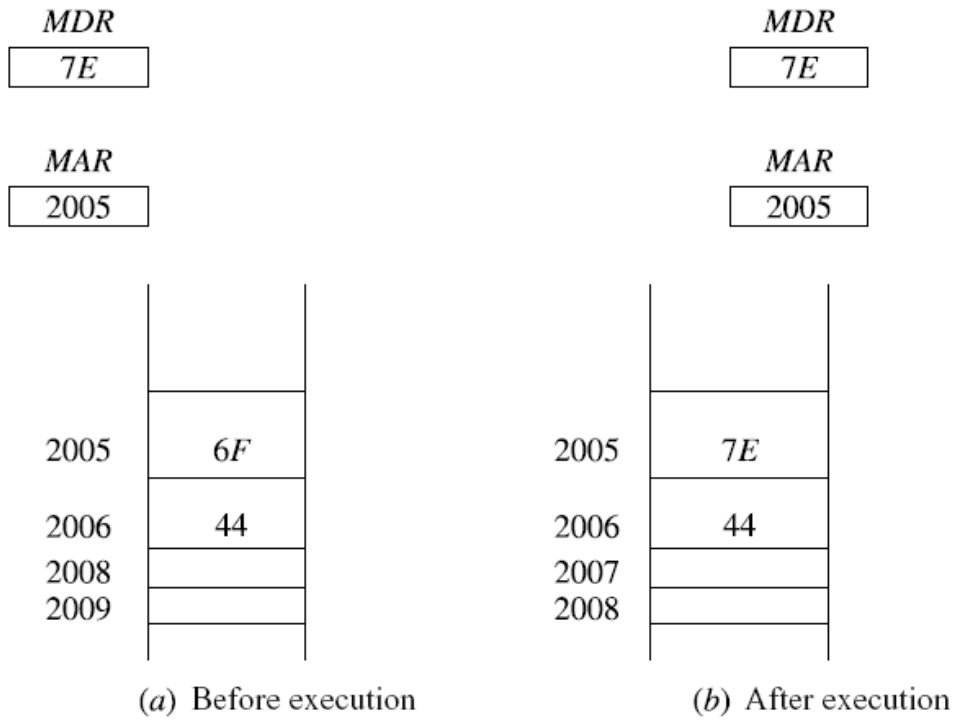 MDR MDR
7E 7E
MAR MAR
2005 2005
2005 6F 2005 7E
2006 44 2006 44
2008 2007
2009 2008
(a) Before execution (b) After execution